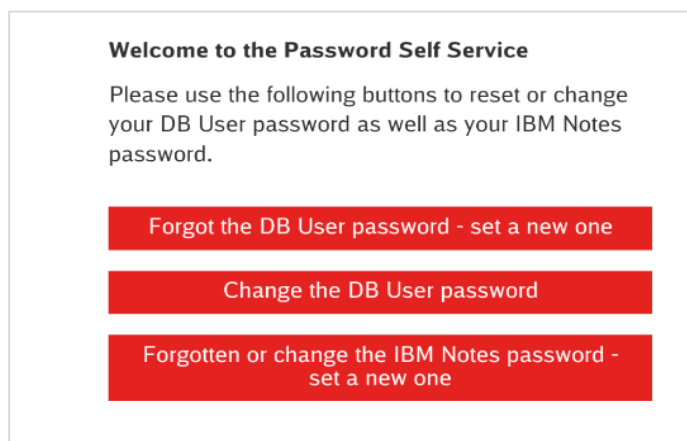 Welcome to the Password Self Service
Please use the following buttons to reset or change
your DB User password as well as your IBM Notes
password.
Forgot the DB User password - set a new one
Change the DB User password
Forgotten or change the IBM Notes password -
set a new one